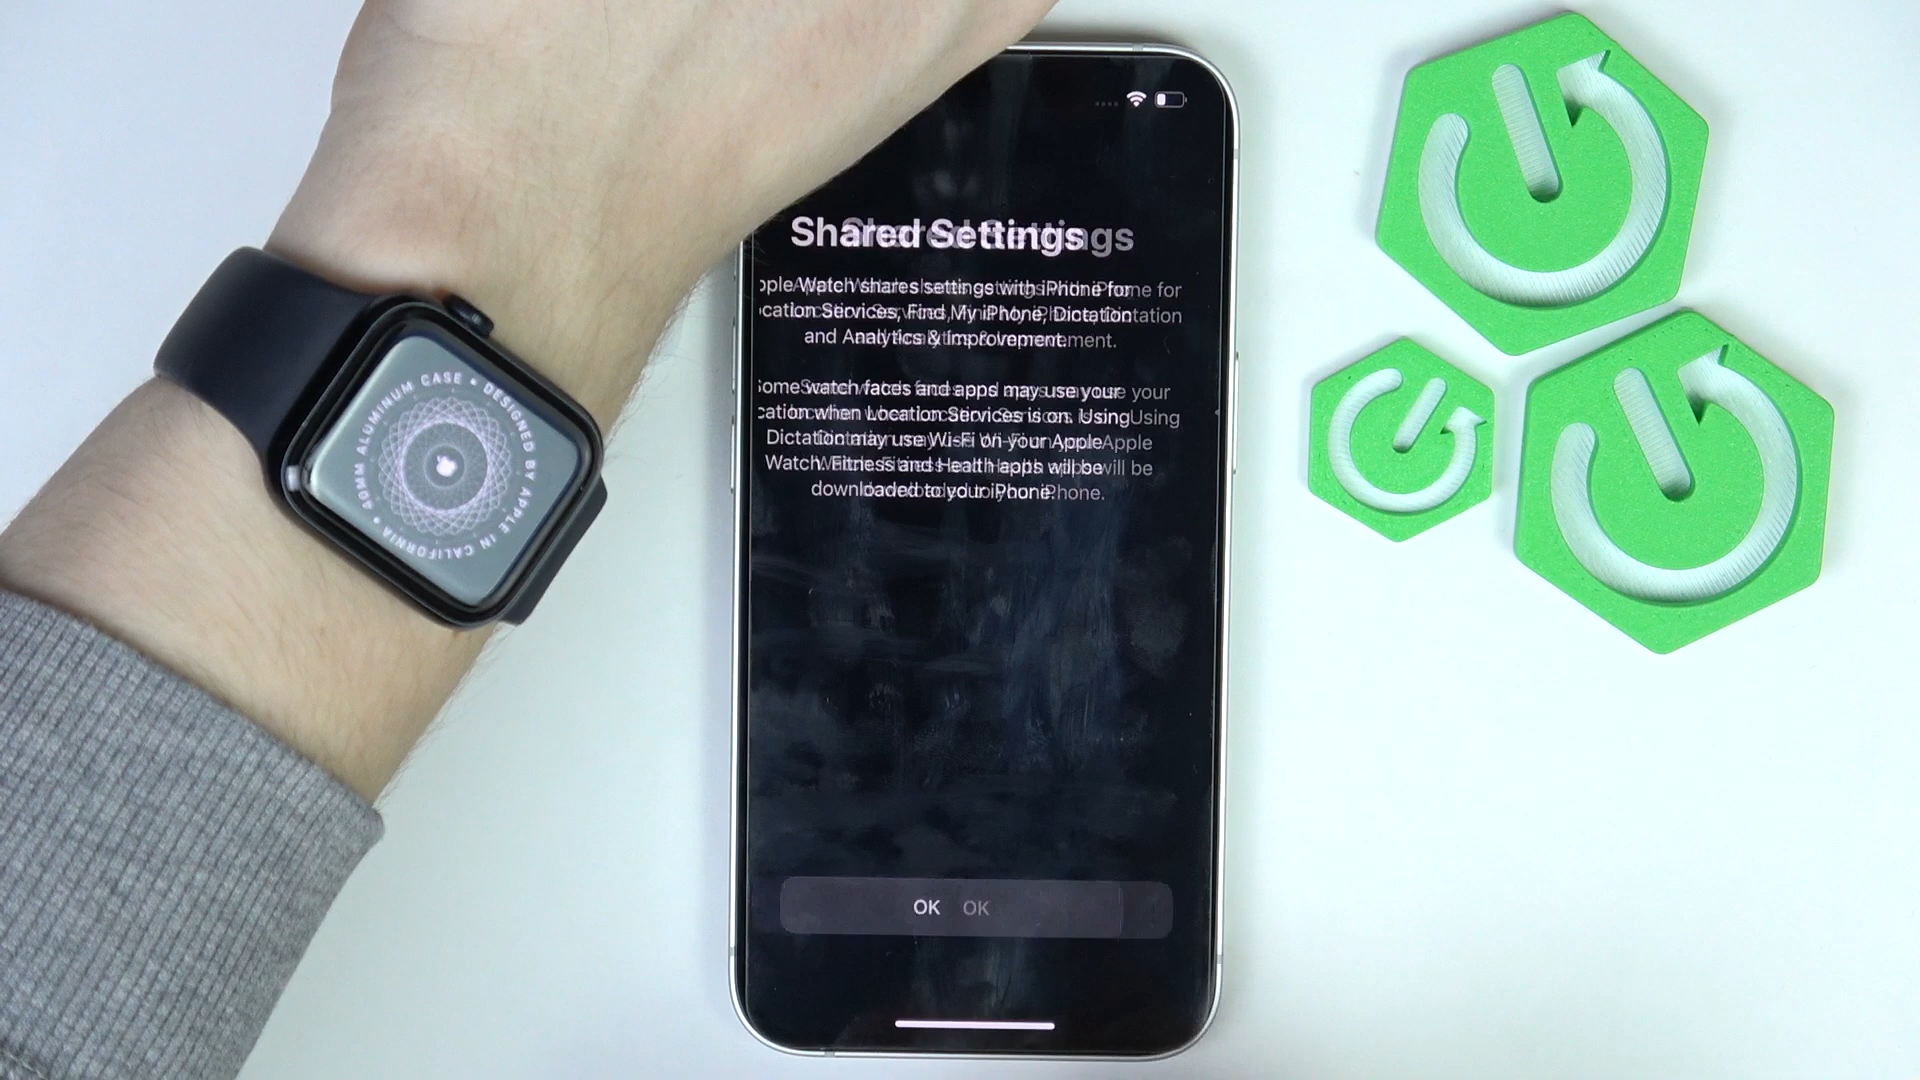 40MM ALUMINUM CASE • DESIGNED BY APPLE IN CALIFORNIA •
Shared Settings
Apple Watch shares settings with iPhone for
Location Services, Find My iPhone, Dictation
and Analytics & Improvement.
Some watch faces and apps may use your
location when Location Services is on. Using
Dictation may use Wi-Fi on your Apple
Watch. Fitness and Health apps will be
downloaded to your iPhone.
OK